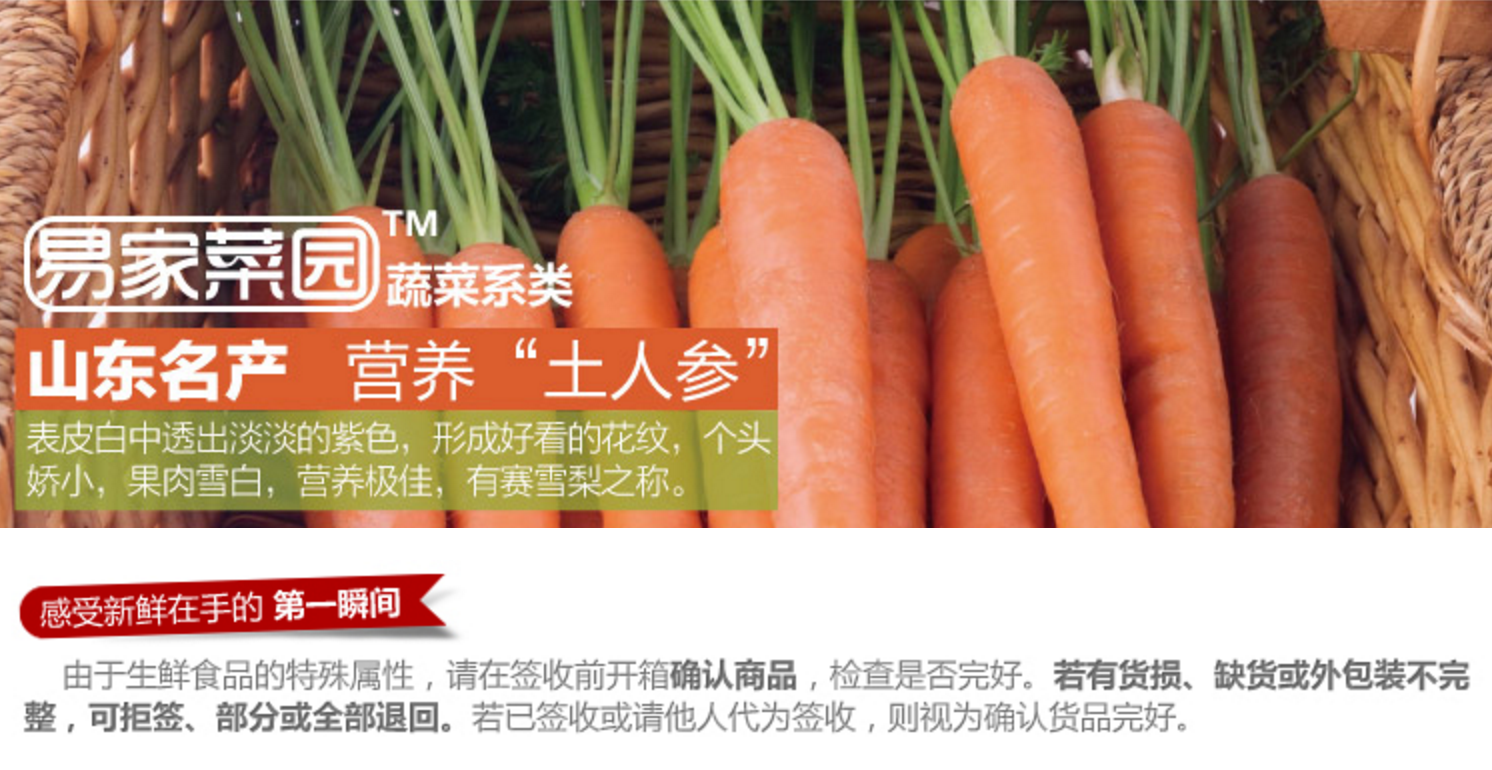 易家菜园TM
蔬菜系类
山东名产 营养“土人参”
表皮白中透出淡淡的紫色，形成好看的花纹，个头
娇小，果肉雪白，营养极佳，有赛雪梨之称。
感受新鲜在手的 第一瞬间
由于生鲜食品的特殊属性，请在签收前开箱确认商品，检查是否完好。若有货损、缺货或外包装不完
整，可拒签、部分或全部退回。若已签收或请他人代为签收，则视为确认货品完好。